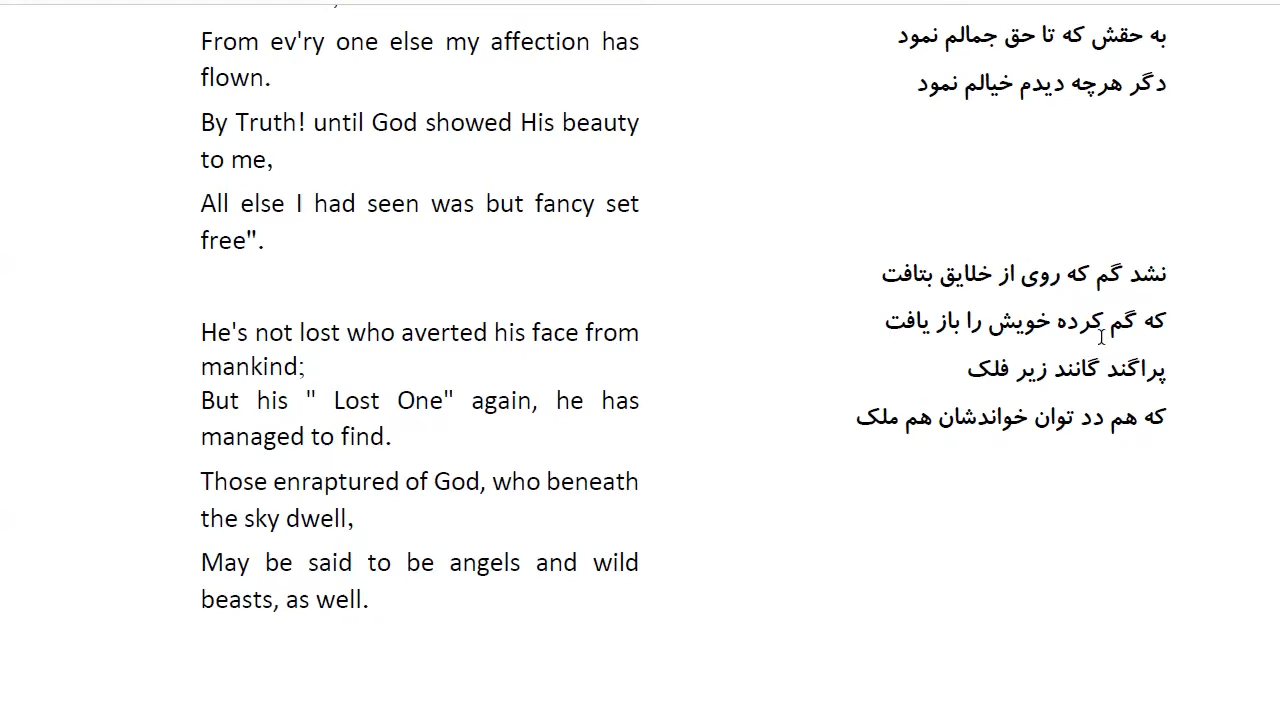 From ev'ry one else my affection has
flown.
By Truth! until God showed His beauty
to me,
All else I had seen was but fancy set
free".
He's not lost who averted his face from
mankind;
But his " Lost One" again, he has
managed to find.
Those enraptured of God, who beneath
the sky dwell,
May be said to be angels and wild
beasts, as well.
به حقش که تا حق جمالم نمود
دگر هرچه دیدم خیالم نمود
نشد گم که روی از خلایق بتافت
که گم کرده خویش را باز یافت
پراگند گانند زیر فلک
که هم دد توان خواندشان هم ملک